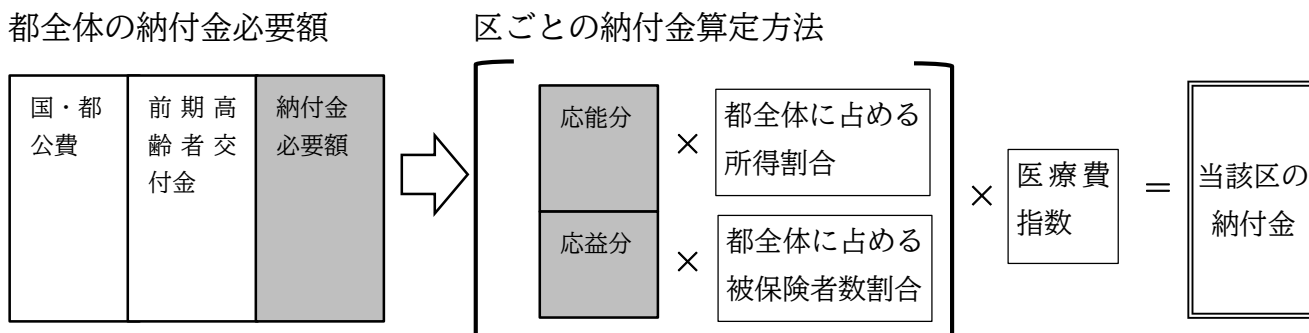 都全体の納付金必要額
区ごとの納付金算定方法
国・都
公費
前期高
齢者交
付金
納付金
必要額
応能分
×
都全体に占める
所得割合
応益分
×
都全体に占める
被保険者数割合
×
医療費
指数
＝
当該区の
納付金